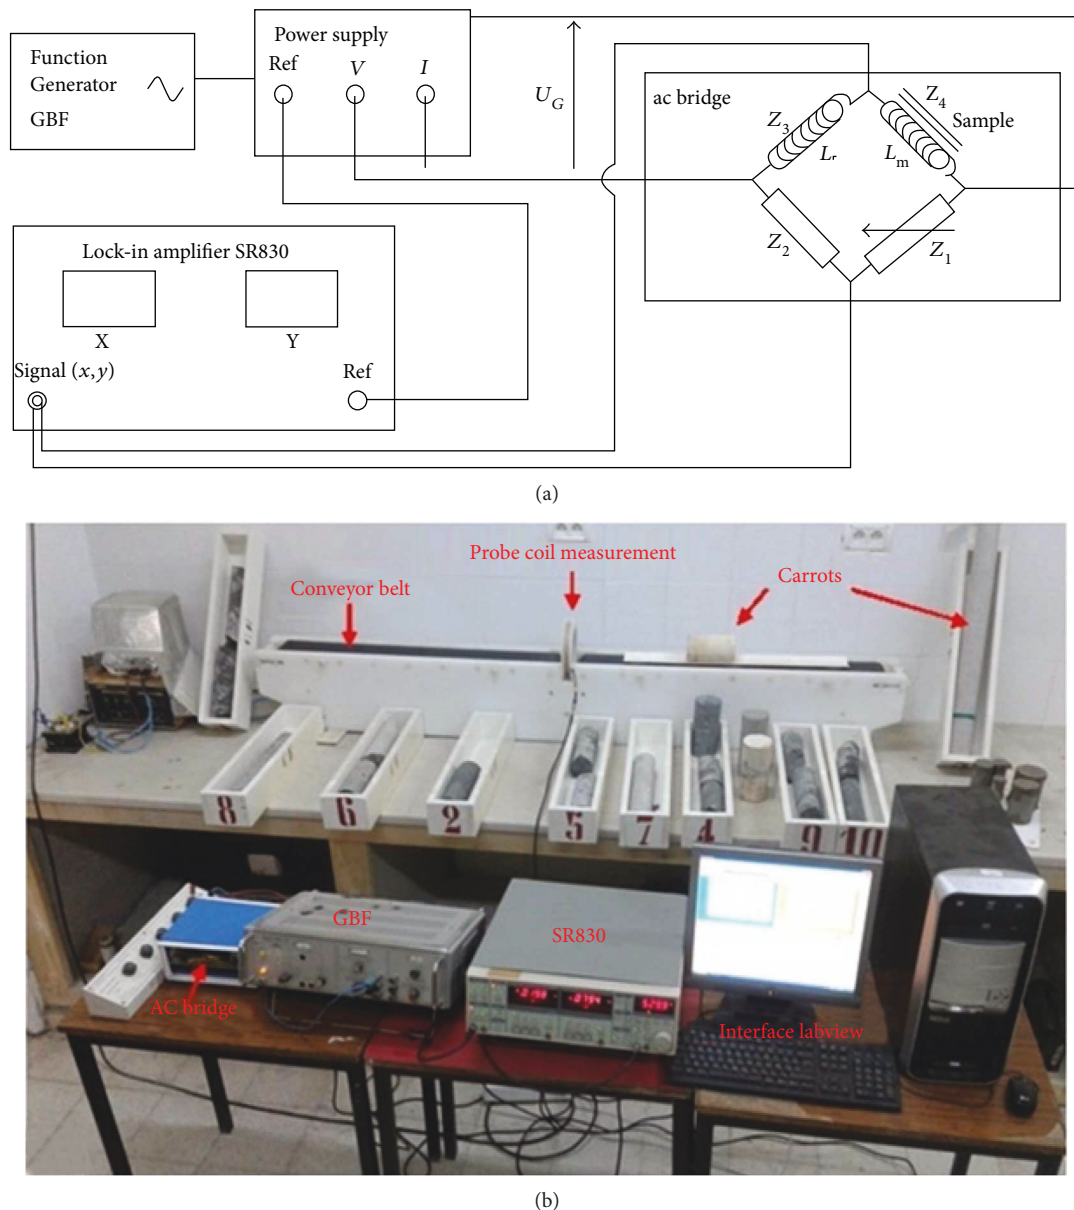 Function
Generator
GBF
Power supply
Ref
V
I
U_G
ac bridge
Z_3
L_r
Z_4
Sample
L_m
Z_2
Z_1
Lock-in amplifier SR830
X
Y
Signal (x, y)
Ref
(a)
Probe coil measurement
Conveyor belt
Carrots
8
6
2
5
7
4
9
10
GBF
SR830
AC bridge
Interface labview
(b)